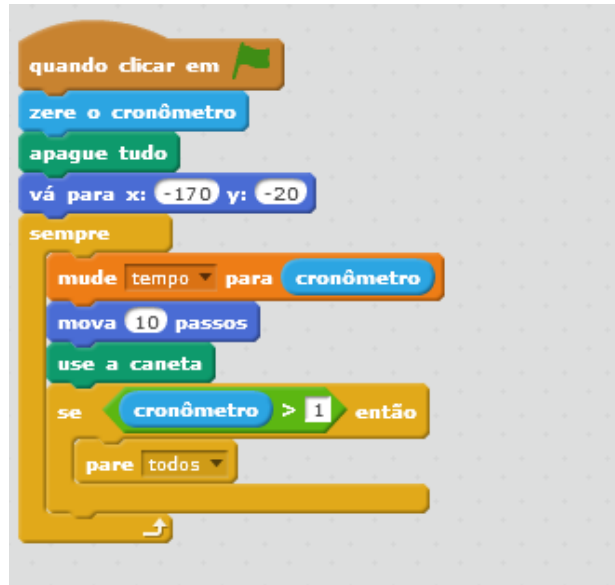 quando clicar em
zere o cronômetro
apague tudo
vá para x: -170 y: -20
sempre
mude tempo para cronômetro
mova 10 passos
use a caneta
se cronômetro > 1 então
pare todos